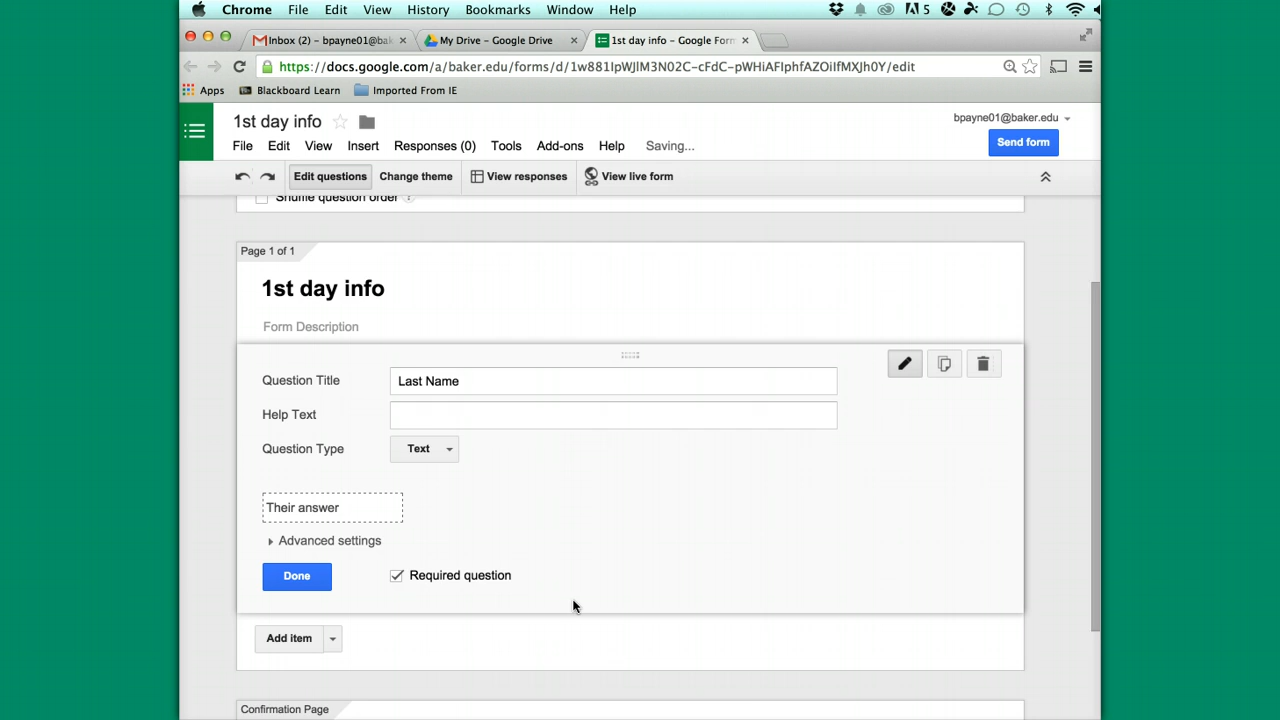 Chrome File Edit View History Bookmarks Window Help 5
Inbox (2) – bpayne01@bak × My Drive – Google Drive × 1st day info – Google Form ×
https://docs.google.com/a/baker.edu/forms/d/
Apps Blackboard Learn Imported From IE
1st day info
bpayne01@baker.edu
File Edit View Insert Responses (0) Tools Add-ons Help Saving...
Send form
Edit questions Change theme View responses View live form
Shuffle question order ?
Page 1 of 1
1st day info
Form Description
Question Title Last Name
Help Text
Question Type Text
Their answer
Advanced settings
Done Required question
Add item
Confirmation Page